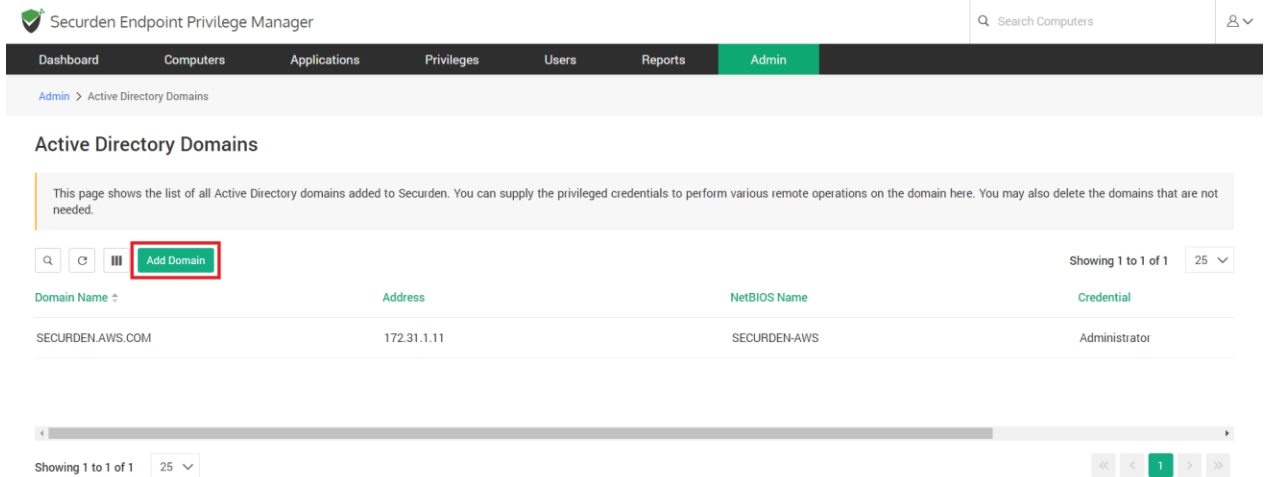 Securden Endpoint Privilege Manager
Search Computers
Dashboard Computers Applications Privileges Users Reports Admin
Admin > Active Directory Domains
Active Directory Domains
This page shows the list of all Active Directory domains added to Securden. You can supply the privileged credentials to perform various remote operations on the domain here. You may also delete the domains that are not
needed.
Add Domain Showing 1 to 1 of 1 25
Domain Name Address NetBIOS Name Credential
SECURDEN.AWS.COM 172.31.1.11 SECURDEN-AWS Administrator
Showing 1 to 1 of 1 25 << < 1 > >>